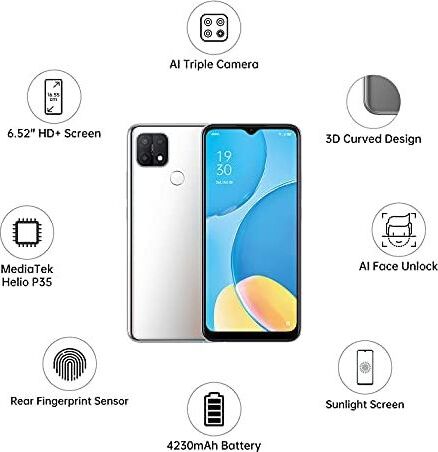 AI Triple Camera
16.55
cm
6.52" HD+ Screen
3D Curved Design
19
30
MediaTek
Helio P35
AI Face Unlock
Rear Fingerprint Sensor
Sunlight Screen
4230mAh Battery